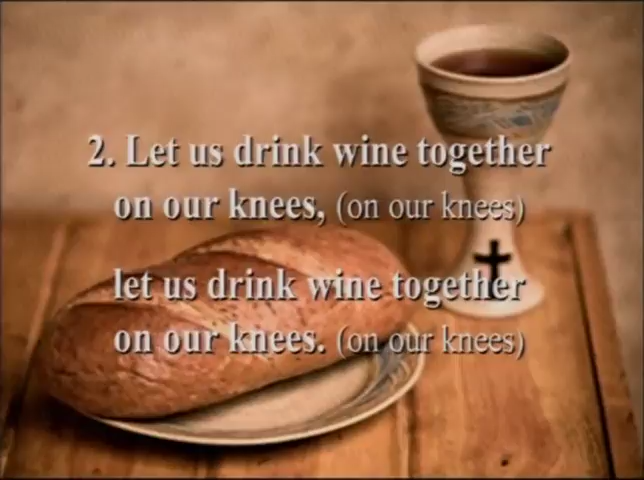 2. Let us drink wine together
on our knees, (on our knees)
let us drink wine together
on our knees. (on our knees)